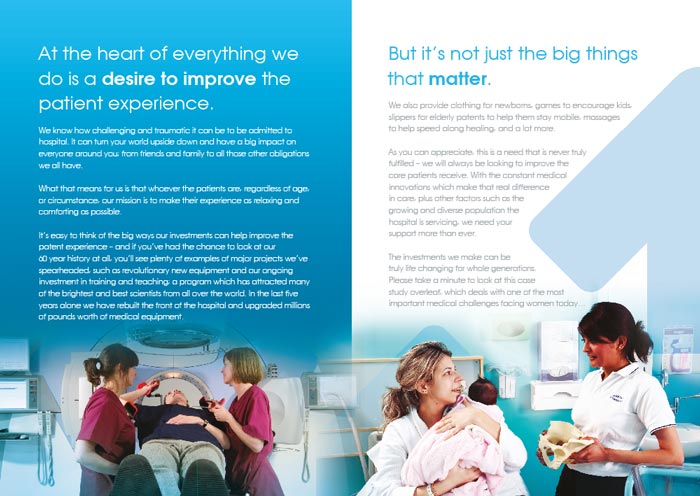 At the heart of everything we
do is a desire to improve the
patient experience.
We know how challenging and traumatic it can be to be admitted to
hospital. It can turn your world upside down and have a big impact on
everyone around you; from friends and family to all those other obligations
we all have.
What that means for us is that whoever the patients are, regardless of age,
or circumstance, our mission is to make their experience as relaxing and
comforting as possible.
It's easy to think of the big ways our investments can help improve the
patent experience – and if you've had the chance to look at our
60 year history at all, you'll see plenty of examples of major projects we've
spearheaded, such as revolutionary new equipment and our ongoing
investment in training and teaching; a program which has attracted many
of the brightest and best scientists from all over the world. In the last five
years alone we have rebuilt the front of the hospital and upgraded millions
of pounds worth of medical equipment.
But it's not just the big things
that matter.
We also provide clothing for newborns, games to encourage kids,
slippers for elderly patents to help them stay mobile, massages
to help speed along healing, and a lot more.
As you can appreciate, this is a need that is never truly
fulfilled – we will always be looking to improve the
care patients receive. With the constant medical
innovations which make that real difference
in care, plus other factors such as the
growing and diverse population the
hospital is servicing, we need your
support more than ever.
The investments we make can be
truly life changing for whole generations.
Please take a minute to look at this case
study overleaf, which deals with one of the most
important medical challenges facing women today…